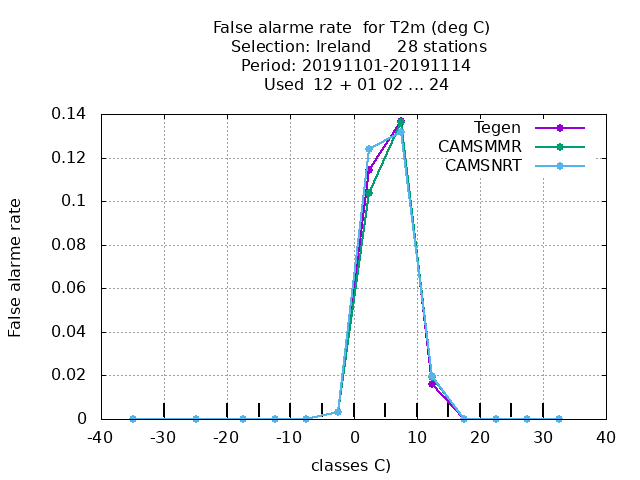 False alarme rate  for T2m (deg C)
Selection: Ireland     28 stations
Period: 20191101-20191114
Used  12 + 01 02 ... 24
Tegen
CAMSMMR
CAMSNRT
False alarme rate
0.14
0.12
0.1
0.08
0.06
0.04
0.02
0
-40 -30 -20 -10 0 10 20 30 40
classes C)